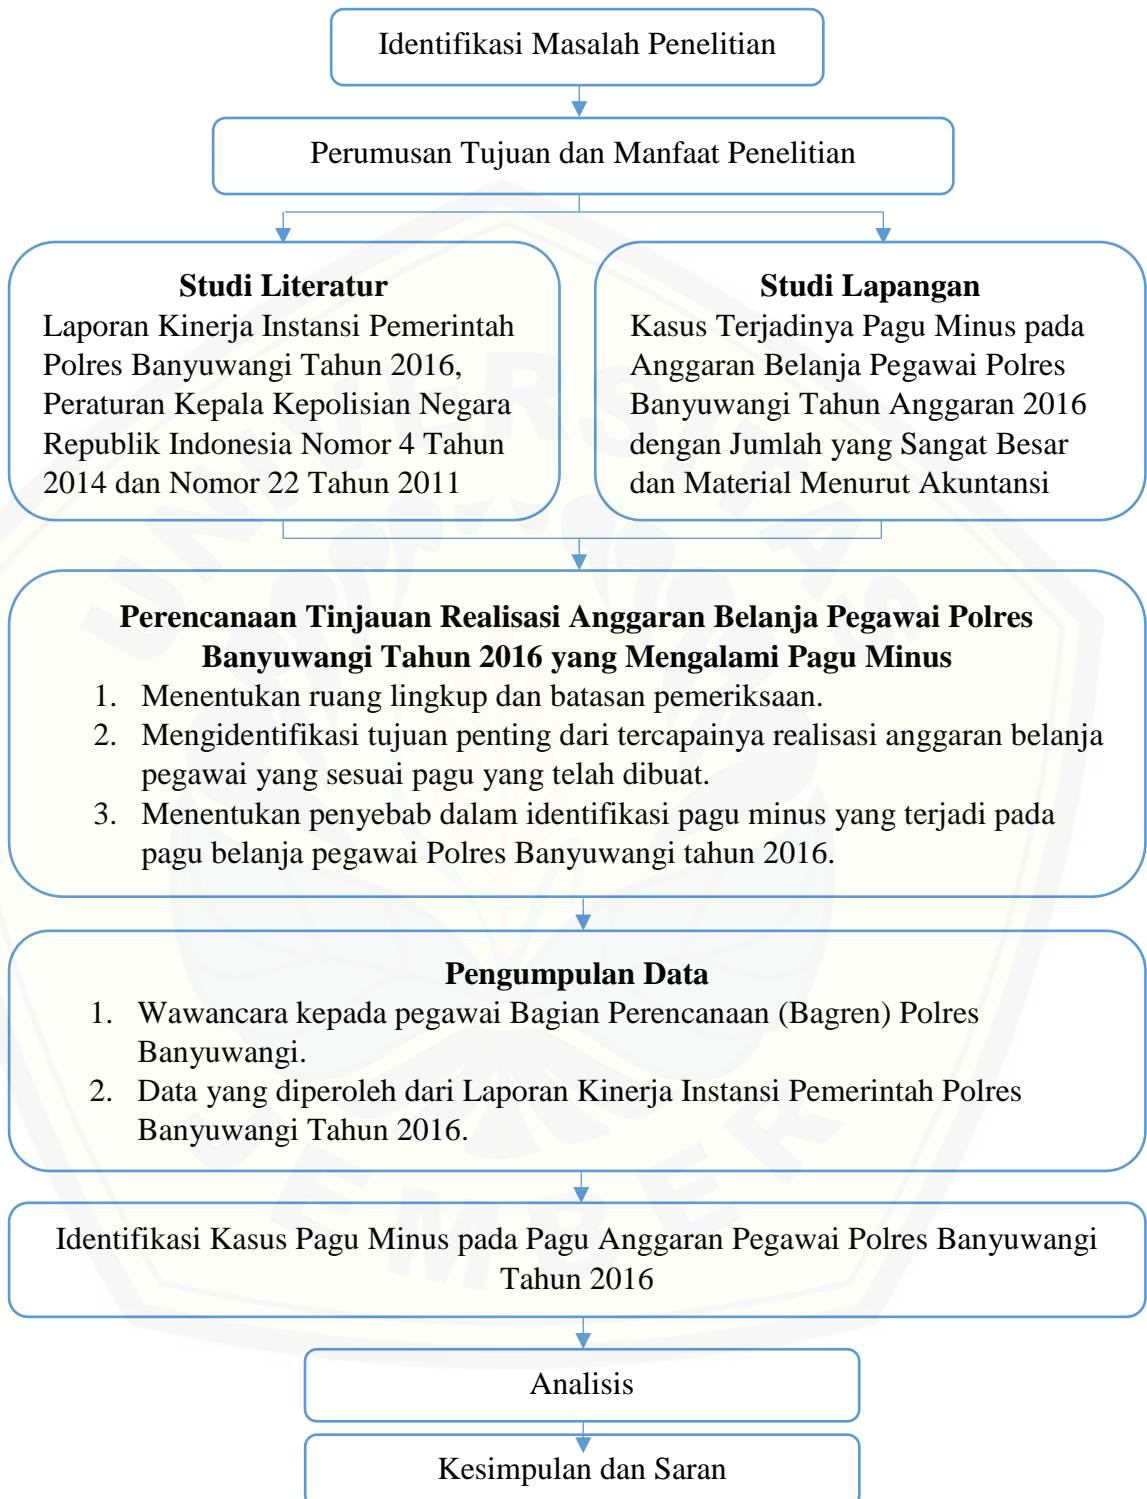 Identifikasi Masalah Penelitian
Perumusan Tujuan dan Manfaat Penelitian
Studi Literatur
Laporan Kinerja Instansi Pemerintah
Polres Banyuwangi Tahun 2016,
Peraturan Kepala Kepolisian Negara
Republik Indonesia Nomor 4 Tahun
2014 dan Nomor 22 Tahun 2011
Studi Lapangan
Kasus Terjadinya Pagu Minus pada
Anggaran Belanja Pegawai Polres
Banyuwangi Tahun Anggaran 2016
dengan Jumlah yang Sangat Besar
dan Material Menurut Akuntansi
Perencanaan Tinjauan Realisasi Anggaran Belanja Pegawai Polres
Banyuwangi Tahun 2016 yang Mengalami Pagu Minus
1. Menentukan ruang lingkup dan batasan pemeriksaan.
2. Mengidentifikasi tujuan penting dari tercapainya realisasi anggaran belanja
pegawai yang sesuai pagu yang telah dibuat.
3. Menentukan penyebab dalam identifikasi pagu minus yang terjadi pada
pagu belanja pegawai Polres Banyuwangi tahun 2016.
Pengumpulan Data
1. Wawancara kepada pegawai Bagian Perencanaan (Bagren) Polres
Banyuwangi.
2. Data yang diperoleh dari Laporan Kinerja Instansi Pemerintah Polres
Banyuwangi Tahun 2016.
Identifikasi Kasus Pagu Minus pada Pagu Anggaran Pegawai Polres Banyuwangi
Tahun 2016
Analisis
Kesimpulan dan Saran
UNIVERSITAS
JEMBER